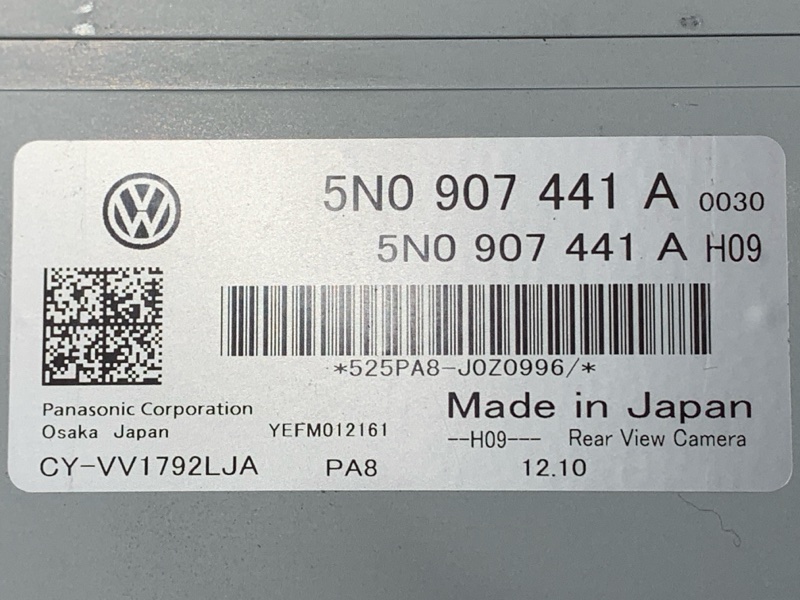 5N0 907 441 A 0030
5N0 907 441 A H09
*525PA8-J0Z0996/*
Panasonic Corporation
Made in Japan
Osaka Japan
YEFM012161
--H09--- Rear View Camera
CY-VV1792LJA PA8 12.10